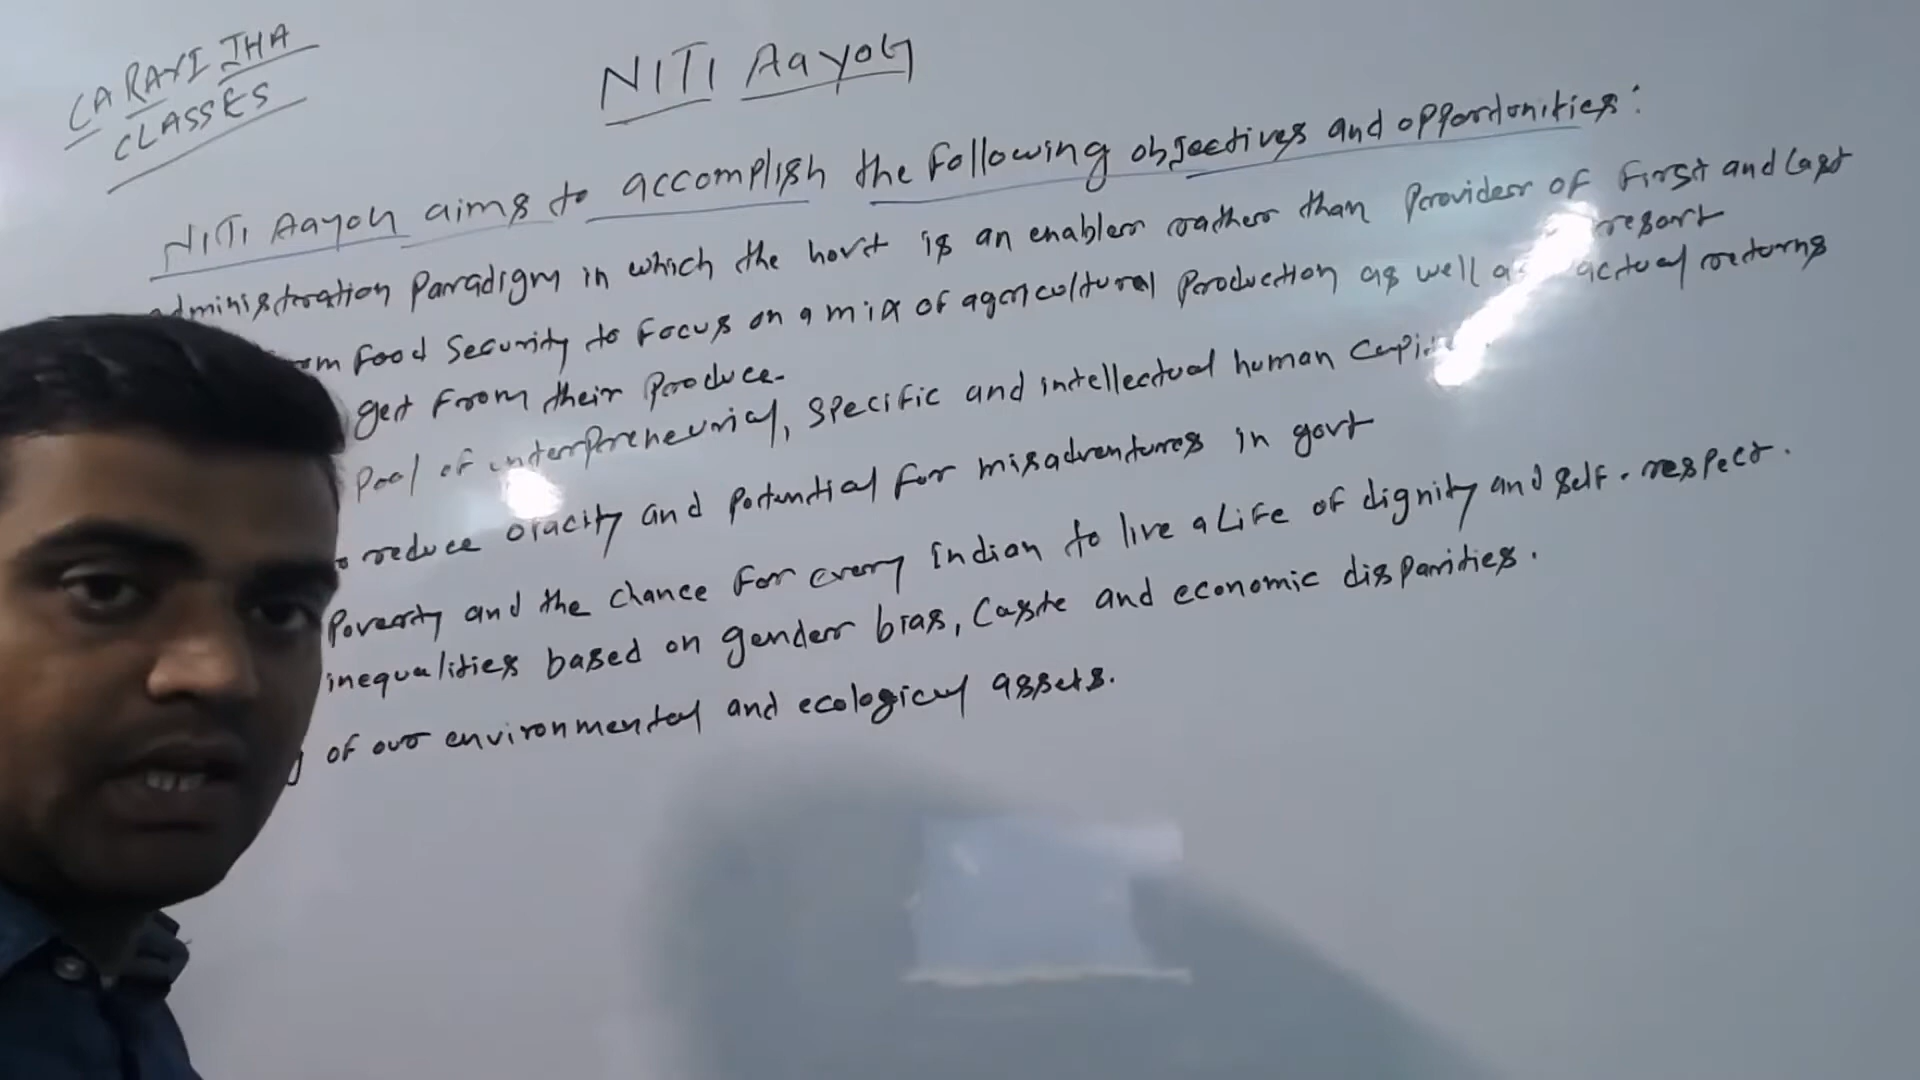 CA RAVI JHA
CLASSES
NITI AayoG
NITI AayoG aims to accomplish the following objectives and opportonities:
administration Paradigm in which the Govt is an enabler rather than Provider of First and Last
resort
Food Security to Focus on a mix of agricultural Production as well as actual returns
get From their Produce.
Pool of enterpreneurial, Specific and intellectual human
reduce and Potential for misadventures in govt
Poverty and the Chance For every Indian to live a Life of dignity and self-respect.
inequalities based on gender bias, Caste and economic disparities.
of our environmental and ecological assets.